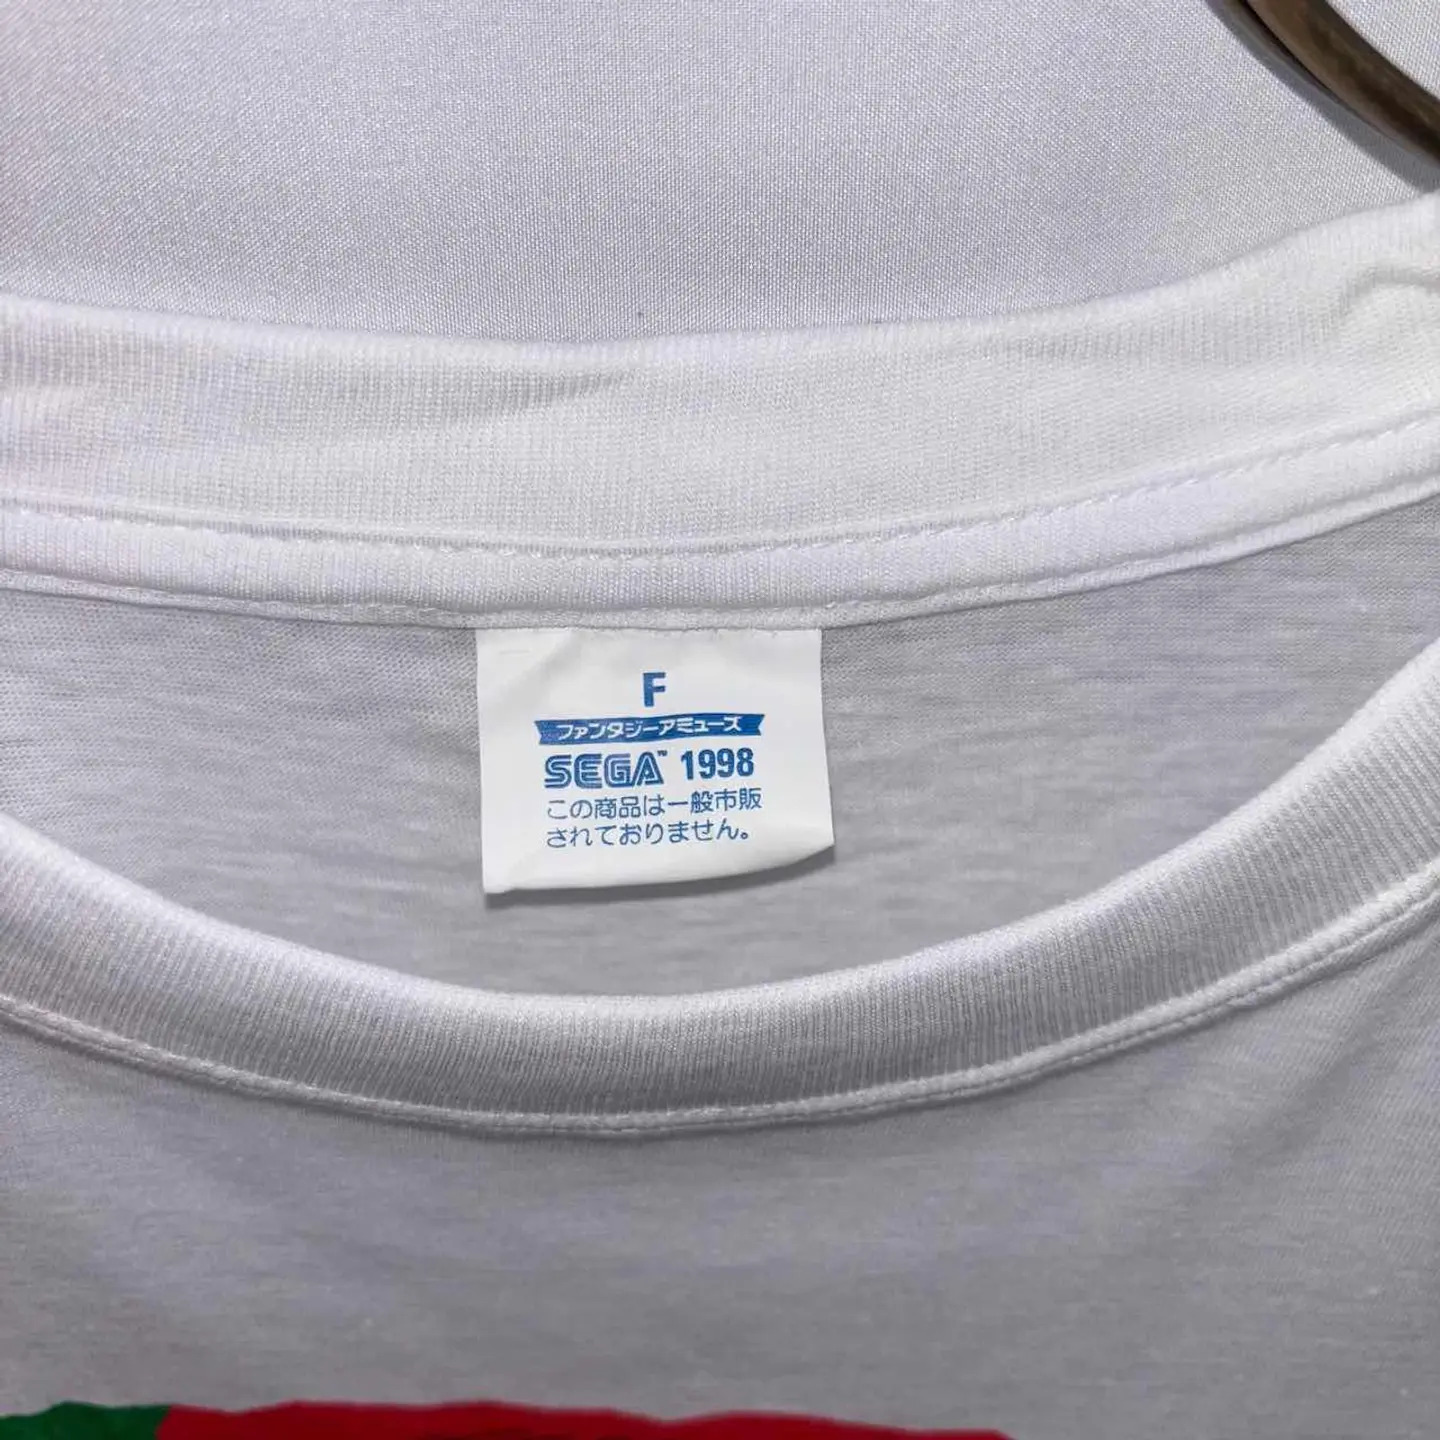 F
ファンタジーアミューズ
SEGA™ 1998
この商品は一般市販
されておりません。